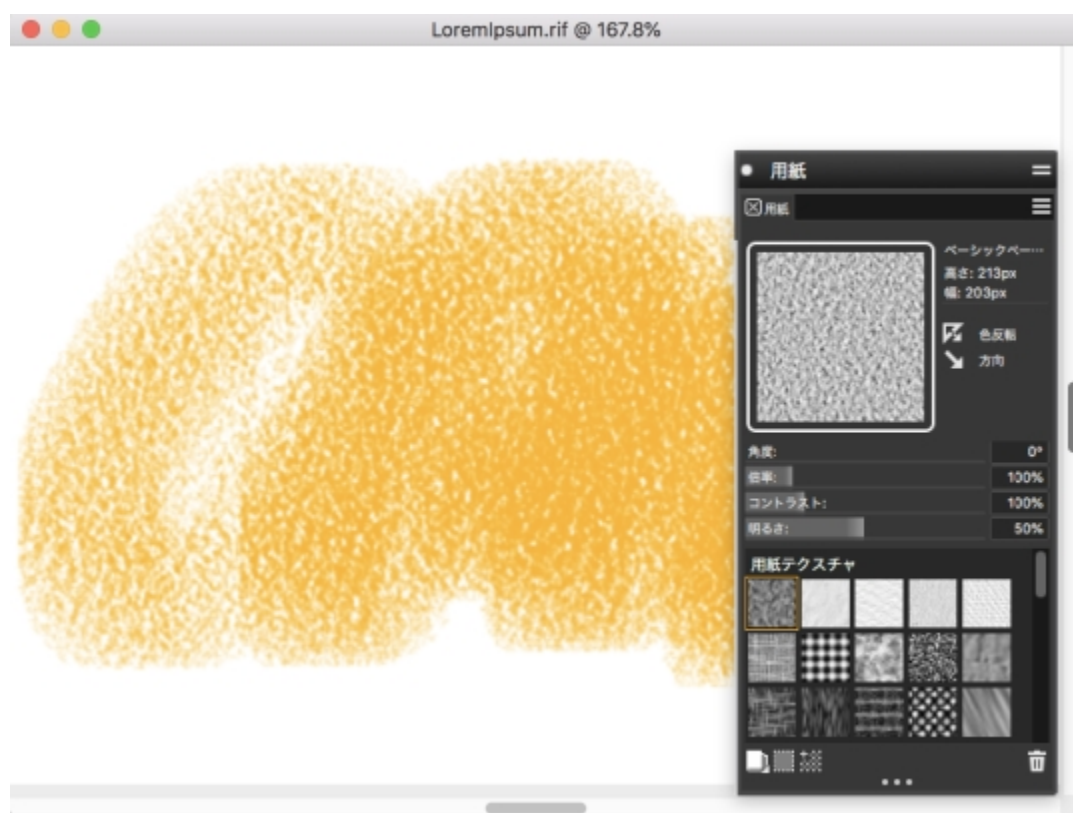 LoremIpsum.rif @ 167.8%
用紙
用紙
ベーシックペー…
高さ: 213px
幅: 203px
色反転
方向
角度: 0°
倍率: 100%
コントラスト: 100%
明るさ: 50%
用紙テクスチャ